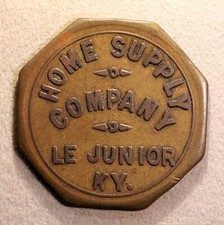 HOME SUPPLY
COMPANY
LE JUNIOR
KY.